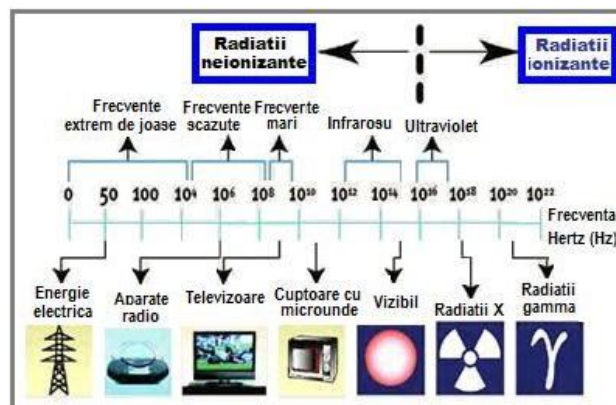 Radiatii
neionizante
Radiatii
ionizante
Frecvente
extrem de joase
Frecvente
scazute
Frecverte
mari
Infrarosu
Ultraviolet
0 50 100 10⁴ 10⁶ 10⁸ 10¹⁰ 10¹² 10¹⁴ 10¹⁶ 10¹⁸ 10²⁰ 10²²
Frecventa
Hertz (Hz)
Energie
electrica
Aparate
radio
Televizoare
Cuptoare cu
microunde
Vizibil
Radiatii X
Radiatii
gamma
γ